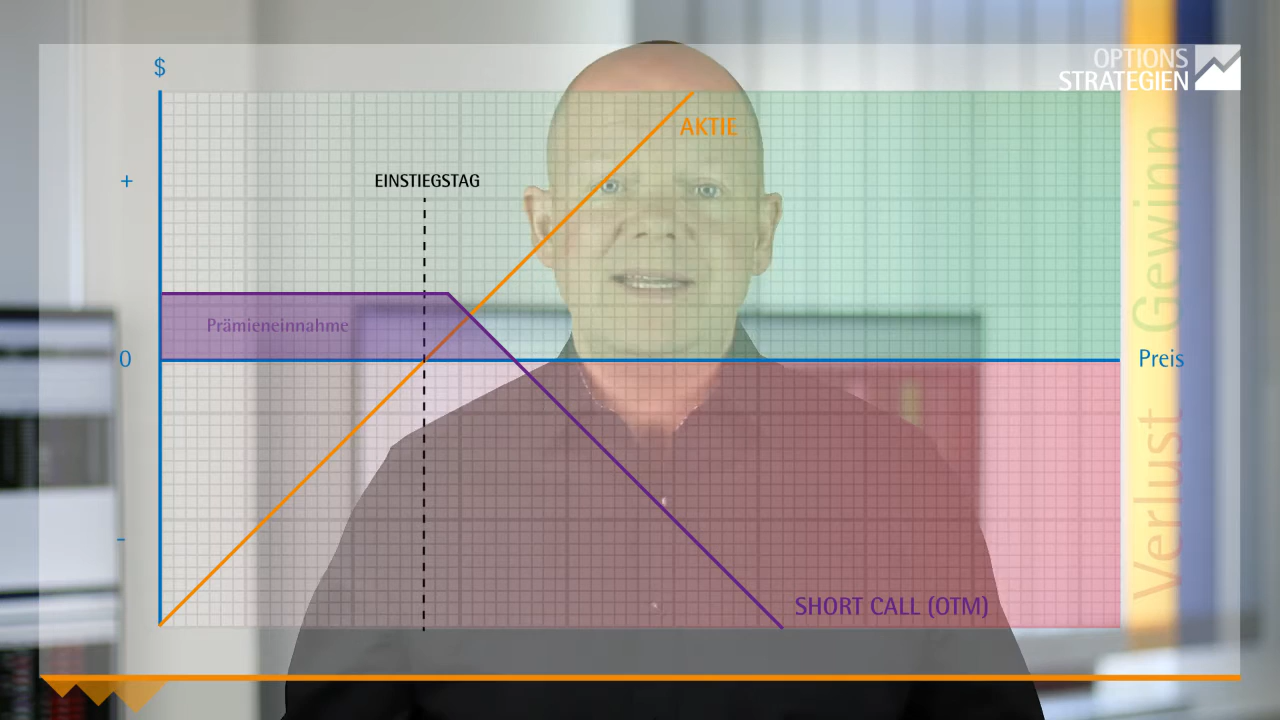 $
OPTIONS
STRATEGIEN
AKTIE
+
EINSTIEGSTAG
Gewinn
Prämieneinnahme
0
Preis
Verlust
-
SHORT CALL (OTM)